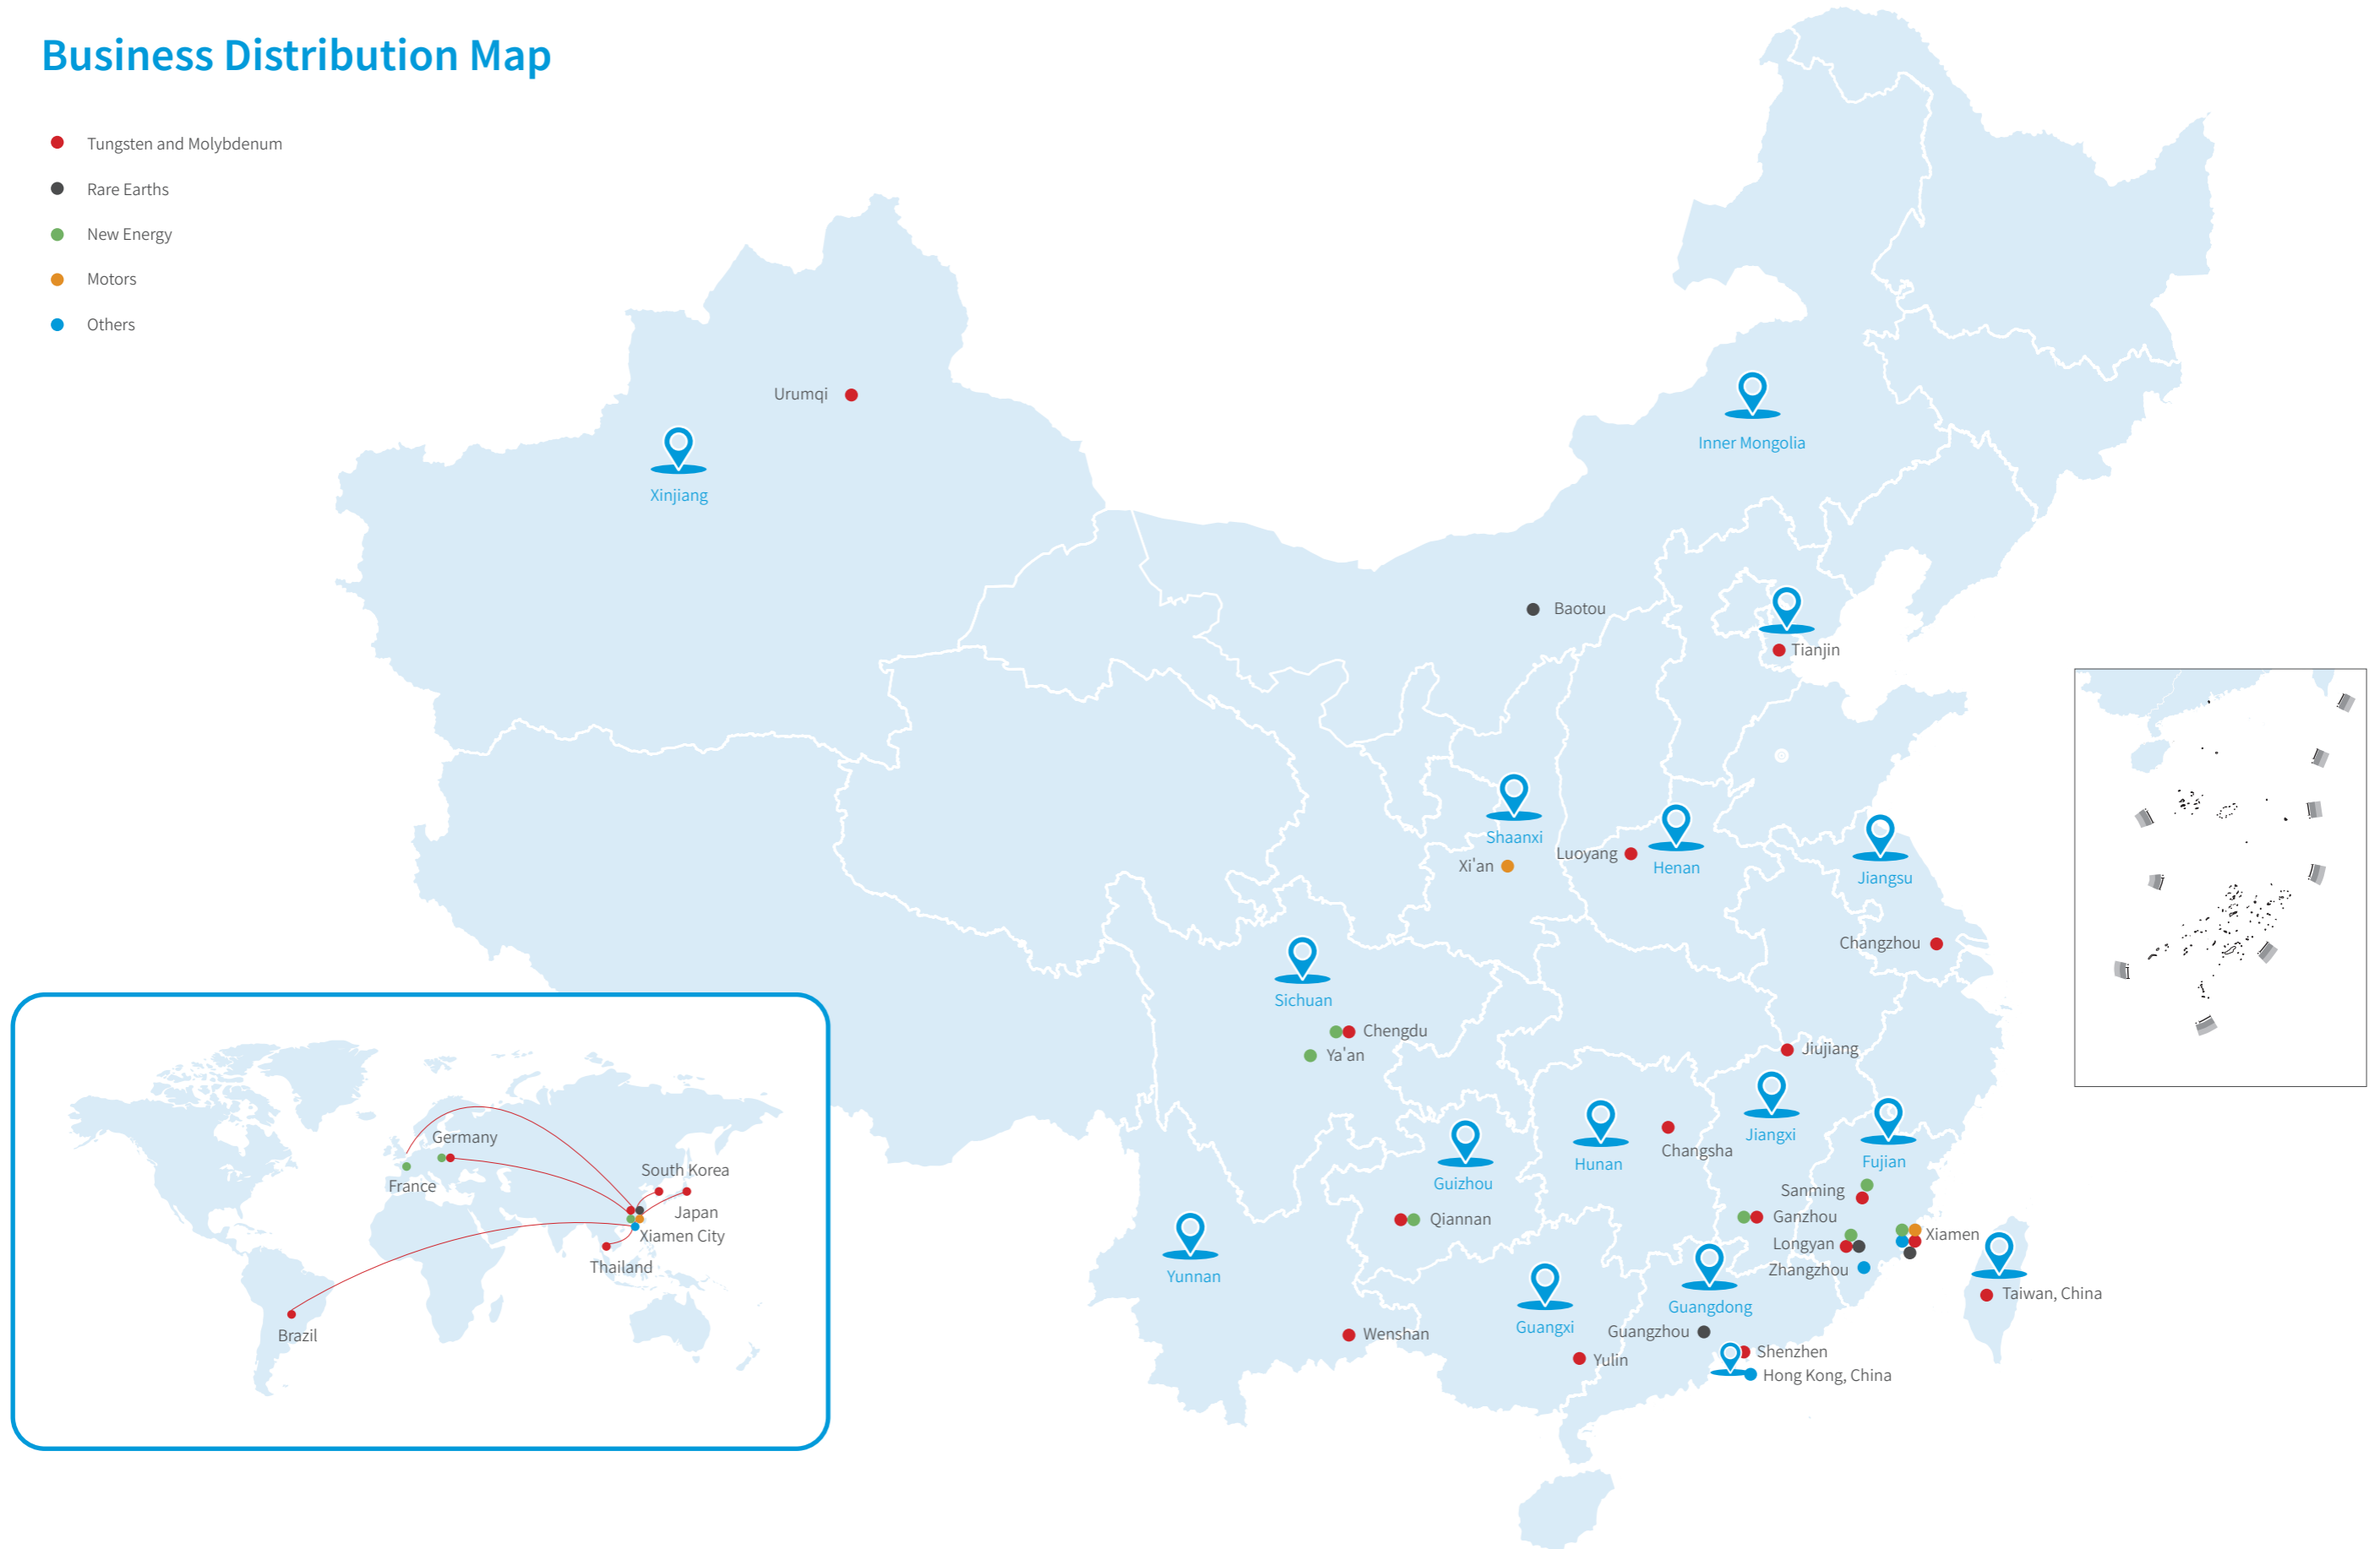 Business Distribution Map
Tungsten and Molybdenum
Rare Earths
New Energy
Motors
Others
Urumqi
Xinjiang
Inner Mongolia
Baotou
Tianjin
Shaanxi
Xi'an
Luoyang
Henan
Jiangsu
Changzhou
Sichuan
Chengdu
Ya'an
Jiujiang
Jiangxi
Changsha
Hunan
Fujian
Guizhou
Sanming
Qiannan
Ganzhou
Xiamen
Longyan
Zhangzhou
Yunnan
Taiwan, China
Guangdong
Guangxi
Guangzhou
Wenshan
Yulin
Shenzhen
Hong Kong, China
Germany
South Korea
France
Japan
Xiamen City
Thailand
Brazil